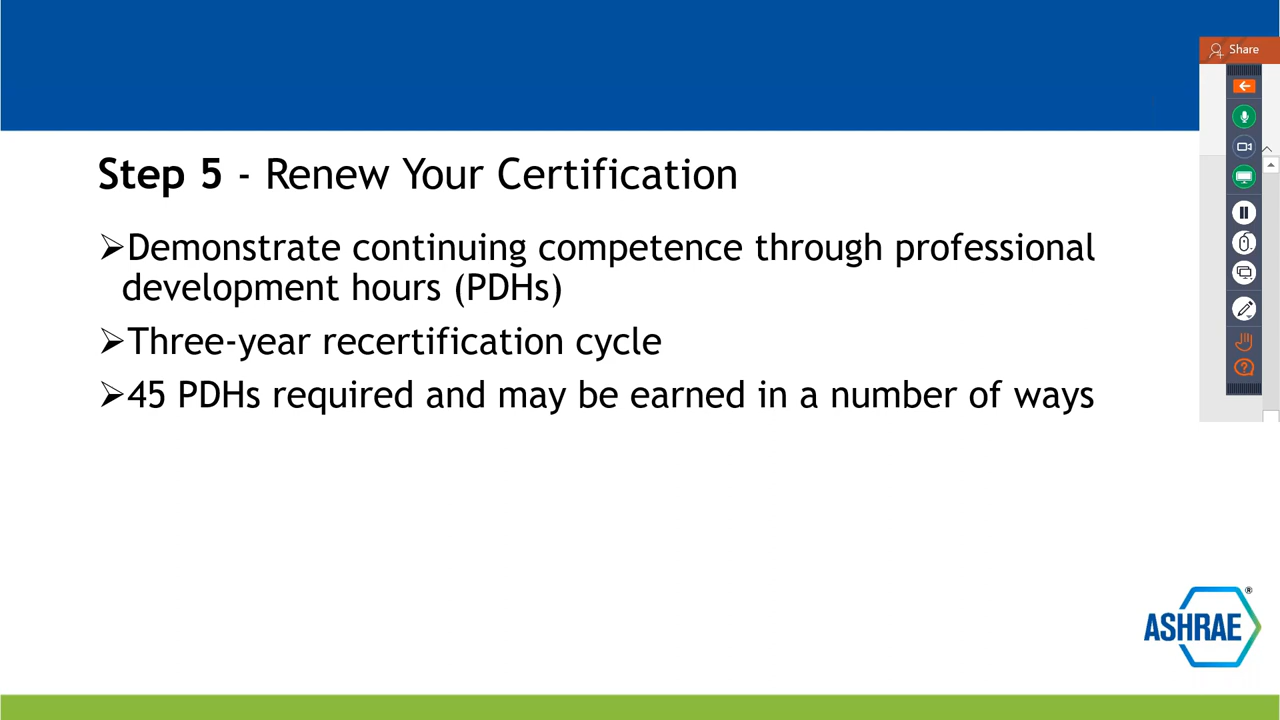 Share
Step 5 - Renew Your Certification
➢Demonstrate continuing competence through professional
development hours (PDHs)
➢Three-year recertification cycle
➢45 PDHs required and may be earned in a number of ways
ASHRAE®